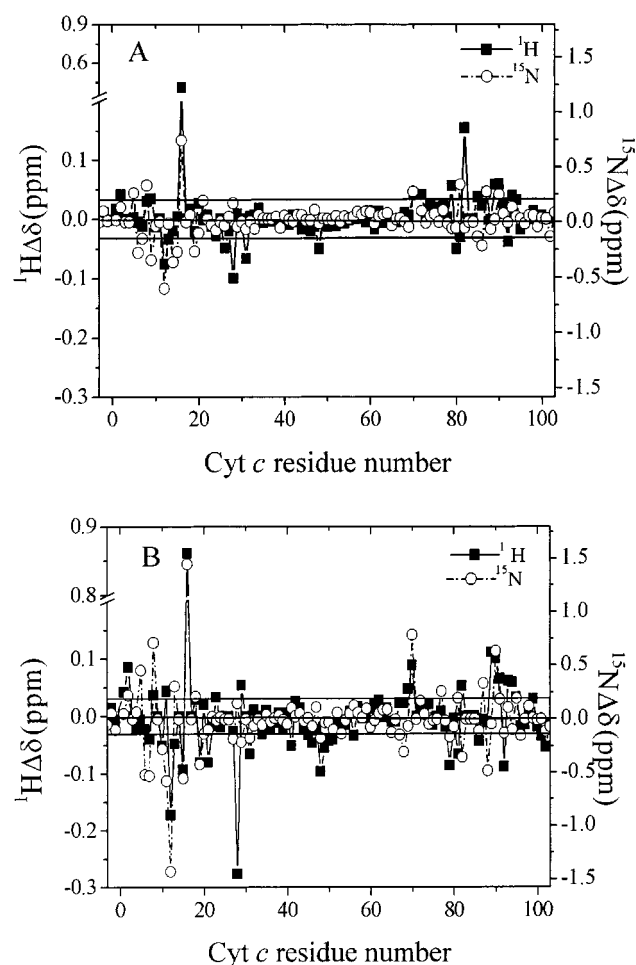 A
¹H
¹⁵N
0.9
0.6
0.1
0.0
-0.1
-0.2
-0.3
¹HΔδ(ppm)
1.5
1.0
0.5
0.0
-0.5
-1.0
-1.5
¹⁵NΔδ(ppm)
0 20 40 60 80 100
Cyt c residue number
B
¹H
¹⁵N
0.9
0.8
0.1
0.0
-0.1
-0.2
-0.3
¹HΔδ(ppm)
1.5
1.0
0.5
0.0
-0.5
-1.0
-1.5
¹⁵NΔδ(ppm)
0 20 40 60 80 100
Cyt c residue number